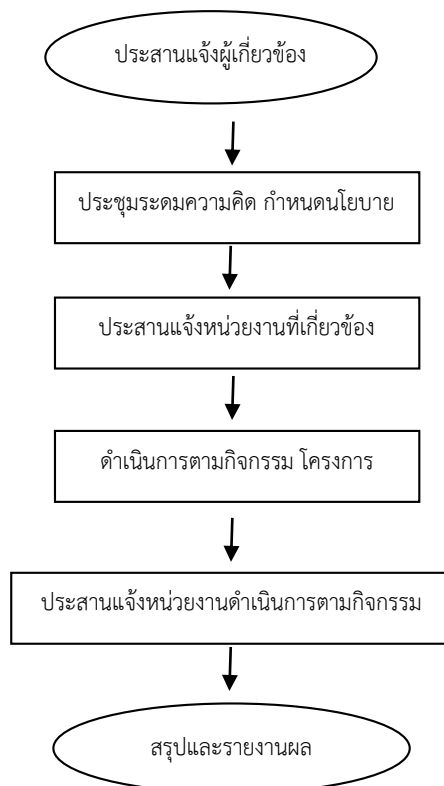 ประสานแจ้งผู้เกี่ยวข้อง
ประชุมระดมความคิด กำหนดนโยบาย
ประสานแจ้งหน่วยงานที่เกี่ยวข้อง
ดำเนินการตามกิจกรรม โครงการ
ประสานแจ้งหน่วยงานดำเนินการตามกิจกรรม
สรุปและรายงานผล